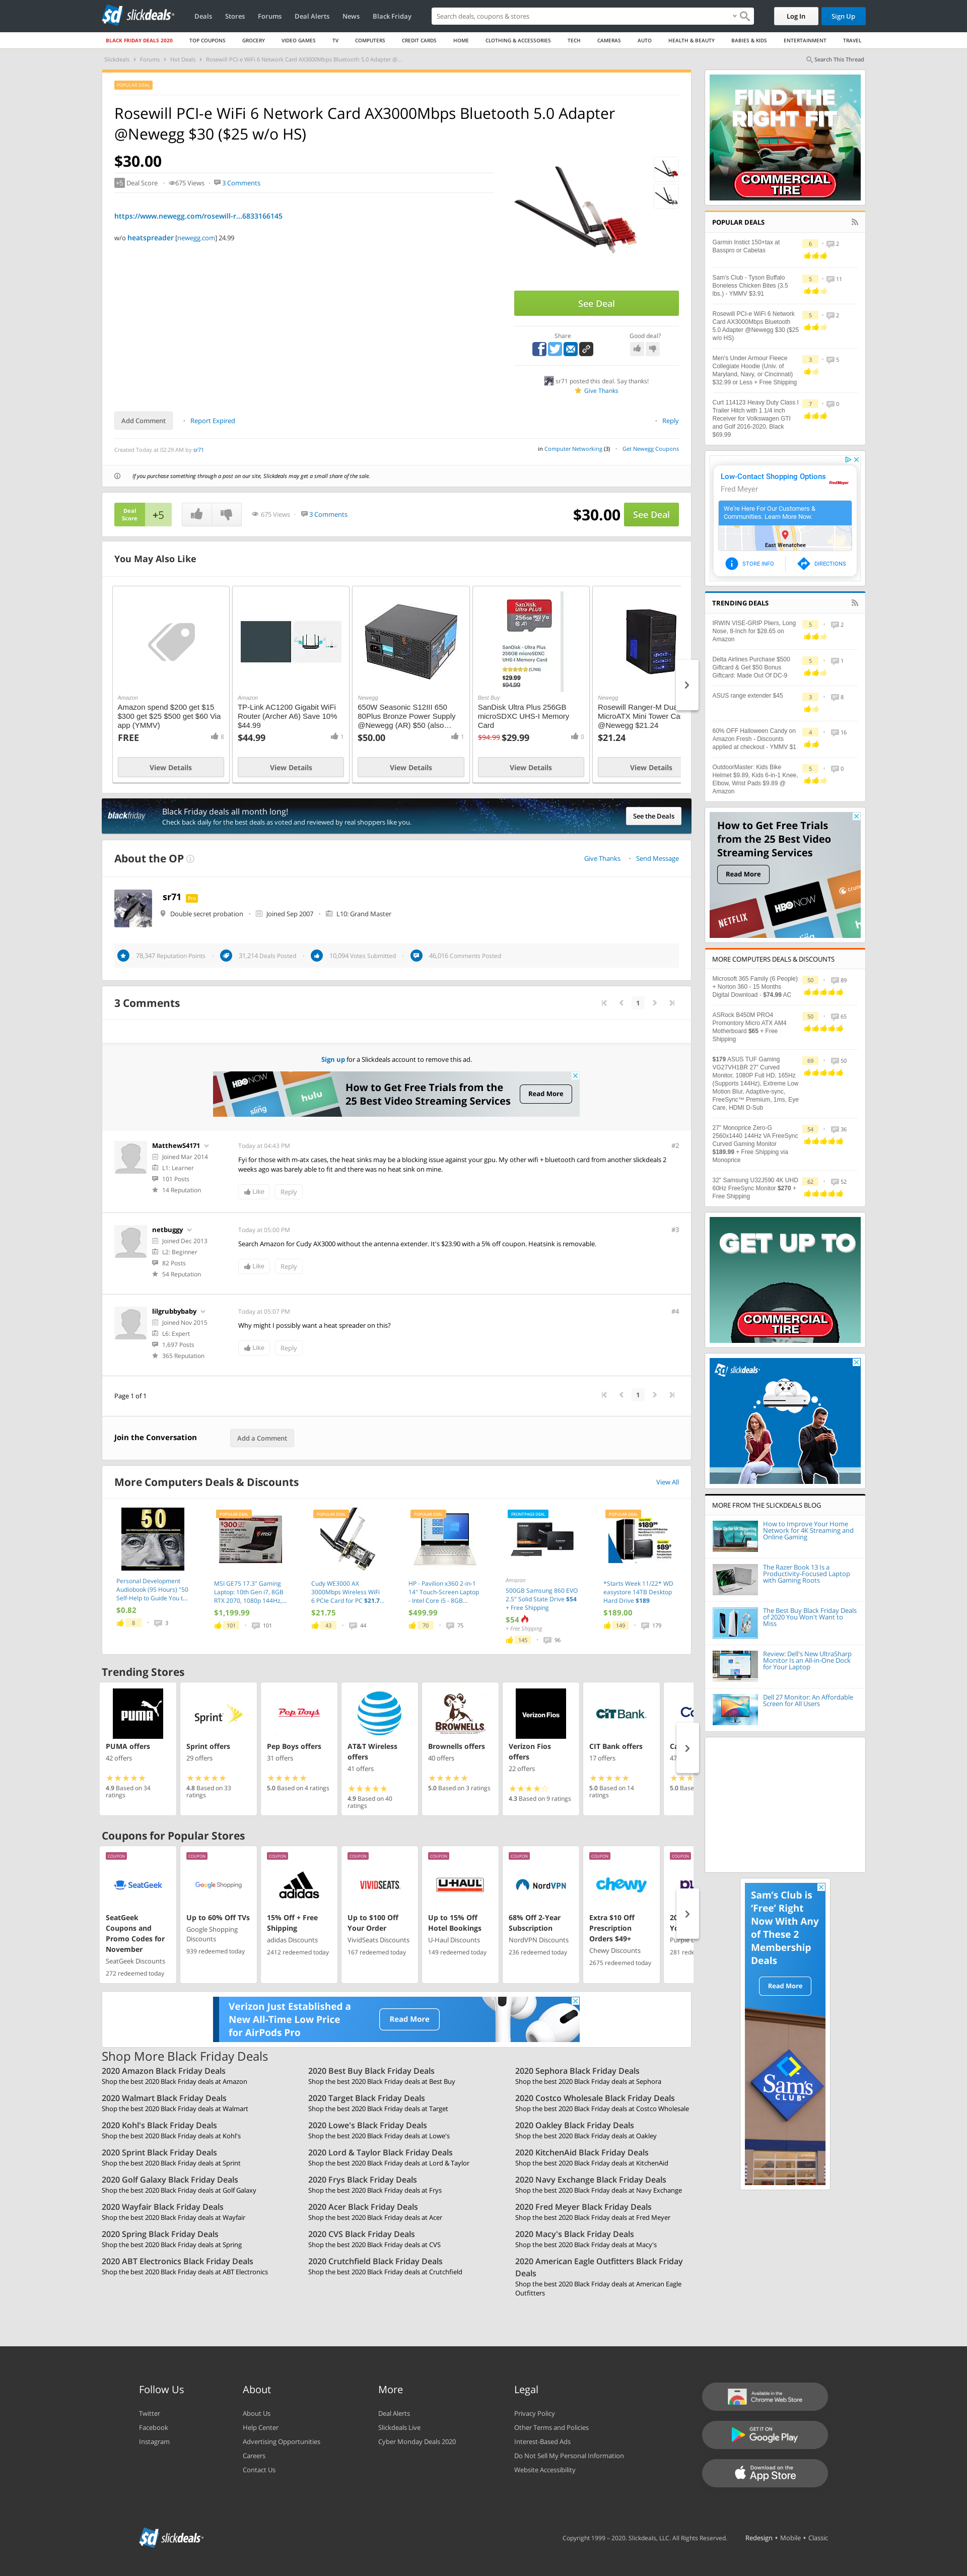 slickdeals
Deals
Stores
Forums
Deal Alerts
News
Black Friday
Search deals, coupons & stores
Log In
Sign Up
BLACK FRIDAY DEALS 2020
TOP COUPONS
GROCERY
VIDEO GAMES
TV
COMPUTERS
CREDIT CARDS
HOME
CLOTHING & ACCESSORIES
TECH
CAMERAS
AUTO
HEALTH & BEAUTY
BABIES & KIDS
ENTERTAINMENT
TRAVEL
Slickdeals
Forums
Hot Deals
Rosewill PCI-e WiFi 6 Network Card AX3000Mbps Bluetooth 5.0 Adapter @...
Search This Thread
POPULAR DEAL
Rosewill PCI-e WiFi 6 Network Card AX3000Mbps Bluetooth 5.0 Adapter
@Newegg $30 ($25 w/o HS)
$30.00
+5 Deal Score
675 Views
3 Comments
https://www.newegg.com/rosewill-r...6833166145
w/o heatspreader [newegg.com] 24.99
See Deal
Share
Good deal?
sr71 posted this deal. Say thanks!
Give Thanks
Add Comment
Report Expired
Reply
Created Today at 02:29 AM by sr71
in Computer Networking (3)
Get Newegg Coupons
If you purchase something through a post on our site, Slickdeals may get a small share of the sale.
Deal
Score
+5
675 Views
3 Comments
$30.00
See Deal
You May Also Like
Amazon
Amazon spend $200 get $15
$300 get $25 $500 get $60 Via
app (YMMV)
FREE
8
View Details
Amazon
TP-Link AC1200 Gigabit WiFi
Router (Archer A6) Save 10%
$44.99
$44.99
1
View Details
Newegg
650W Seasonic S12III 650
80Plus Bronze Power Supply
@Newegg (AR) $50 (also…
$50.00
1
View Details
SanDisk
Ultra PLUS
256GB
SanDisk - Ultra Plus
256GB microSDXC
UHS-I Memory Card
$29.99
$94.99
Best Buy
SanDisk Ultra Plus 256GB
microSDXC UHS-I Memory
Card
$94.99 $29.99
0
View Details
Newegg
Rosewill Ranger-M Dua
MicroATX Mini Tower Ca
@Newegg $21.24
$21.24
View Details
blackfriday
Black Friday deals all month long!
Check back daily for the best deals as voted and reviewed by real shoppers like you.
See the Deals
About the OP
Give Thanks
Send Message
sr71
Pro
Double secret probation
Joined Sep 2007
L10: Grand Master
78,347 Reputation Points
31,214 Deals Posted
10,094 Votes Submitted
46,016 Comments Posted
3 Comments
1
Sign up for a Slickdeals account to remove this ad.
HBO NOW
sling
hulu
How to Get Free Trials from the
25 Best Video Streaming Services
Read More
MatthewS4171
Joined Mar 2014
L1: Learner
101 Posts
14 Reputation
Today at 04:43 PM
#2
Fyi for those with m-atx cases, the heat sinks may be a blocking issue against your gpu. My other wifi + bluetooth card from another slickdeals 2
weeks ago was barely able to fit and there was no heat sink on mine.
Like
Reply
netbuggy
Joined Dec 2013
L2: Beginner
82 Posts
54 Reputation
Today at 05:00 PM
#3
Search Amazon for Cudy AX3000 without the antenna extender. It's $23.90 with a 5% off coupon. Heatsink is removable.
Like
Reply
lilgrubbybaby
Joined Nov 2015
L6: Expert
1,697 Posts
365 Reputation
Today at 05:07 PM
#4
Why might I possibly want a heat spreader on this?
Like
Reply
Page 1 of 1
1
Join the Conversation
Add a Comment
More Computers Deals & Discounts
View All
50
Personal Development
Audiobook (95 Hours) "50
Self-Help to Guide You t...
$0.82
8
3
POPULAR DEAL
$300
MSI GE75 17.3" Gaming
Laptop: 10th Gen i7, 8GB
RTX 2070, 1080p 144Hz,...
$1,199.99
101
101
POPULAR DEAL
Cudy WE3000 AX
3000Mbps Wireless WiFi
6 PCIe Card for PC $21.7...
$21.75
43
44
POPULAR DEAL
HP - Pavilion x360 2-in-1
14" Touch-Screen Laptop
- Intel Core i5 - 8GB...
$499.99
70
75
FRONTPAGE DEAL
Amazon
500GB Samsung 860 EVO
2.5" Solid State Drive $54
+ Free Shipping
$54
+ Free Shipping
145
96
POPULAR DEAL
$189
$89
*Starts Week 11/22* WD
easystore 14TB Desktop
Hard Drive $189
$189.00
149
179
Trending Stores
PUMA
PUMA offers
42 offers
4.9 Based on 34
ratings
Sprint
Sprint offers
29 offers
4.8 Based on 33
ratings
Pep Boys
Pep Boys offers
31 offers
5.0 Based on 4 ratings
AT&T Wireless
offers
41 offers
4.9 Based on 40
ratings
BROWNELLS
Brownells offers
40 offers
5.0 Based on 3 ratings
Verizon Fios
Verizon Fios
offers
22 offers
4.3 Based on 9 ratings
CIT Bank
CIT Bank offers
17 offers
5.0 Based on 14
ratings
Co
Ca
47
5.0 Base
Coupons for Popular Stores
COUPON
SeatGeek
SeatGeek
Coupons and
Promo Codes for
November
SeatGeek Discounts
272 redeemed today
COUPON
Google Shopping
Up to 60% Off TVs
Google Shopping
Discounts
939 redeemed today
COUPON
adidas
15% Off + Free
Shipping
adidas Discounts
2412 redeemed today
COUPON
VIVIDSEATS
Up to $100 Off
Your Order
VividSeats Discounts
167 redeemed today
COUPON
U-HAUL
Up to 15% Off
Hotel Bookings
U-Haul Discounts
149 redeemed today
COUPON
NordVPN
68% Off 2-Year
Subscription
NordVPN Discounts
236 redeemed today
COUPON
chewy
Extra $10 Off
Prescription
Orders $49+
Chewy Discounts
2675 redeemed today
COUPON
20
Yo
Purple
281 rede
Verizon Just Established a
New All-Time Low Price
for AirPods Pro
Read More
Shop More Black Friday Deals
2020 Amazon Black Friday Deals
Shop the best 2020 Black Friday deals at Amazon
2020 Best Buy Black Friday Deals
Shop the best 2020 Black Friday deals at Best Buy
2020 Sephora Black Friday Deals
Shop the best 2020 Black Friday deals at Sephora
2020 Walmart Black Friday Deals
Shop the best 2020 Black Friday deals at Walmart
2020 Target Black Friday Deals
Shop the best 2020 Black Friday deals at Target
2020 Costco Wholesale Black Friday Deals
Shop the best 2020 Black Friday deals at Costco Wholesale
2020 Kohl's Black Friday Deals
Shop the best 2020 Black Friday deals at Kohl's
2020 Lowe's Black Friday Deals
Shop the best 2020 Black Friday deals at Lowe's
2020 Oakley Black Friday Deals
Shop the best 2020 Black Friday deals at Oakley
2020 Sprint Black Friday Deals
Shop the best 2020 Black Friday deals at Sprint
2020 Lord & Taylor Black Friday Deals
Shop the best 2020 Black Friday deals at Lord & Taylor
2020 KitchenAid Black Friday Deals
Shop the best 2020 Black Friday deals at KitchenAid
2020 Golf Galaxy Black Friday Deals
Shop the best 2020 Black Friday deals at Golf Galaxy
2020 Frys Black Friday Deals
Shop the best 2020 Black Friday deals at Frys
2020 Navy Exchange Black Friday Deals
Shop the best 2020 Black Friday deals at Navy Exchange
2020 Wayfair Black Friday Deals
Shop the best 2020 Black Friday deals at Wayfair
2020 Acer Black Friday Deals
Shop the best 2020 Black Friday deals at Acer
2020 Fred Meyer Black Friday Deals
Shop the best 2020 Black Friday deals at Fred Meyer
2020 Spring Black Friday Deals
Shop the best 2020 Black Friday deals at Spring
2020 CVS Black Friday Deals
Shop the best 2020 Black Friday deals at CVS
2020 Macy's Black Friday Deals
Shop the best 2020 Black Friday deals at Macy's
2020 ABT Electronics Black Friday Deals
Shop the best 2020 Black Friday deals at ABT Electronics
2020 Crutchfield Black Friday Deals
Shop the best 2020 Black Friday deals at Crutchfield
2020 American Eagle Outfitters Black Friday
Deals
Shop the best 2020 Black Friday deals at American Eagle
Outfitters
FIND THE
RIGHT FIT
COMMERCIAL
TIRE
POPULAR DEALS
Garmin Instict 150+tax at
Basspro or Cabelas
6
2
Sam's Club - Tyson Buffalo
Boneless Chicken Bites (3.5
lbs.) - YMMV $3.91
5
11
Rosewill PCI-e WiFi 6 Network
Card AX3000Mbps Bluetooth
5.0 Adapter @Newegg $30 ($25
w/o HS)
5
2
Men's Under Armour Fleece
Collegiate Hoodie (Univ. of
Maryland, Navy, or Cincinnati)
$32.99 or Less + Free Shipping
3
5
Curt 114123 Heavy Duty Class I
Trailer Hitch with 1 1/4 inch
Receiver for Volkswagen GTI
and Golf 2016-2020, Black
$69.99
7
0
Low-Contact Shopping Options
Fred Meyer
Fred Meyer
We're Here For Our Customers &
Communities. Learn More Now.
East Wenatchee
STORE INFO
DIRECTIONS
TRENDING DEALS
IRWIN VISE-GRIP Pliers, Long
Nose, 8-Inch for $28.65 on
Amazon
5
2
Delta Airlines Purchase $500
Giftcard & Get $50 Bonus
Giftcard: Made Out Of DC-9
5
1
ASUS range extender $45
3
8
60% OFF Halloween Candy on
Amazon Fresh - Discounts
applied at checkout - YMMV $1
4
16
OutdoorMaster: Kids Bike
Helmet $9.89, Kids 6-in-1 Knee,
Elbow, Wrist Pads $9.89 @
Amazon
5
0
How to Get Free Trials
from the 25 Best Video
Streaming Services
Read More
NETFLIX
HBO NOW
hulu
crunchyroll
MORE COMPUTERS DEALS & DISCOUNTS
Microsoft 365 Family (6 People)
+ Norton 360 - 15 Months
Digital Download - $74.99 AC
50
89
ASRock B450M PRO4
Promontory Micro ATX AM4
Motherboard $65 + Free
Shipping
50
65
$179 ASUS TUF Gaming
VG27VH1BR 27" Curved
Monitor, 1080P Full HD, 165Hz
(Supports 144Hz), Extreme Low
Motion Blur, Adaptive-sync,
FreeSync™ Premium, 1ms, Eye
Care, HDMI D-Sub
69
50
27" Monoprice Zero-G
2560x1440 144Hz VA FreeSync
Curved Gaming Monitor
$189.99 + Free Shipping via
Monoprice
54
36
32" Samsung U32J590 4K UHD
60Hz FreeSync Monitor $270 +
Free Shipping
62
52
GET UP TO
COMMERCIAL
TIRE
slickdeals
MORE FROM THE SLICKDEALS BLOG
How to Improve Your Home
Network for 4K Streaming and
Online Gaming
The Razer Book 13 Is a
Productivity-Focused Laptop
with Gaming Roots
The Best Buy Black Friday Deals
of 2020 You Won't Want to
Miss
Review: Dell's New UltraSharp
Monitor Is an All-in-One Dock
for Your Laptop
Dell 27 Monitor: An Affordable
Screen for All Users
Sam's Club is
'Free' Right
Now With Any
of These 2
Membership
Deals
Read More
Sam's
CLUB
Follow Us
Twitter
Facebook
Instagram
About
About Us
Help Center
Advertising Opportunities
Careers
Contact Us
More
Deal Alerts
Slickdeals Live
Cyber Monday Deals 2020
Legal
Privacy Policy
Other Terms and Policies
Interest-Based Ads
Do Not Sell My Personal Information
Website Accessibility
Available in the
Chrome Web Store
GET IT ON
Google Play
Download on the
App Store
slickdeals
Copyright 1999 – 2020. Slickdeals, LLC. All Rights Reserved.
Redesign • Mobile • Classic